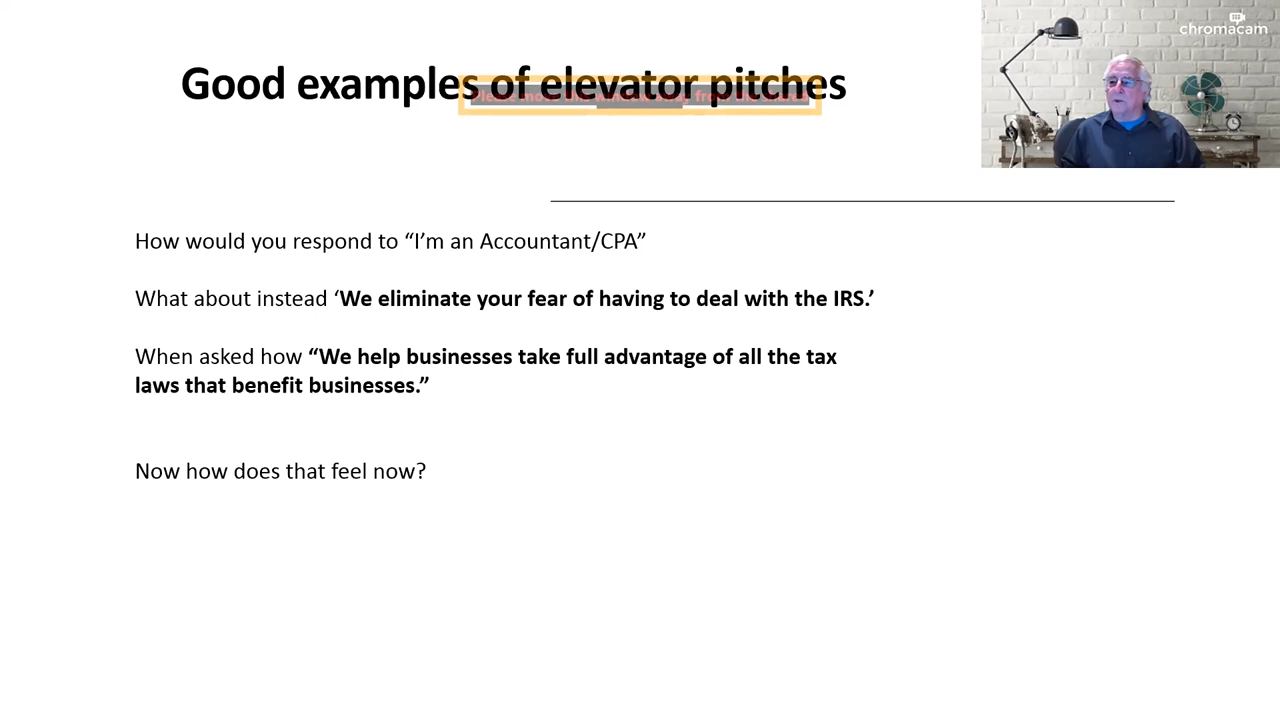 chromacam
Good examples of elevator pitches
How would you respond to “I’m an Accountant/CPA”
What about instead ‘We eliminate your fear of having to deal with the IRS.’
When asked how “We help businesses take full advantage of all the tax
laws that benefit businesses.”
Now how does that feel now?